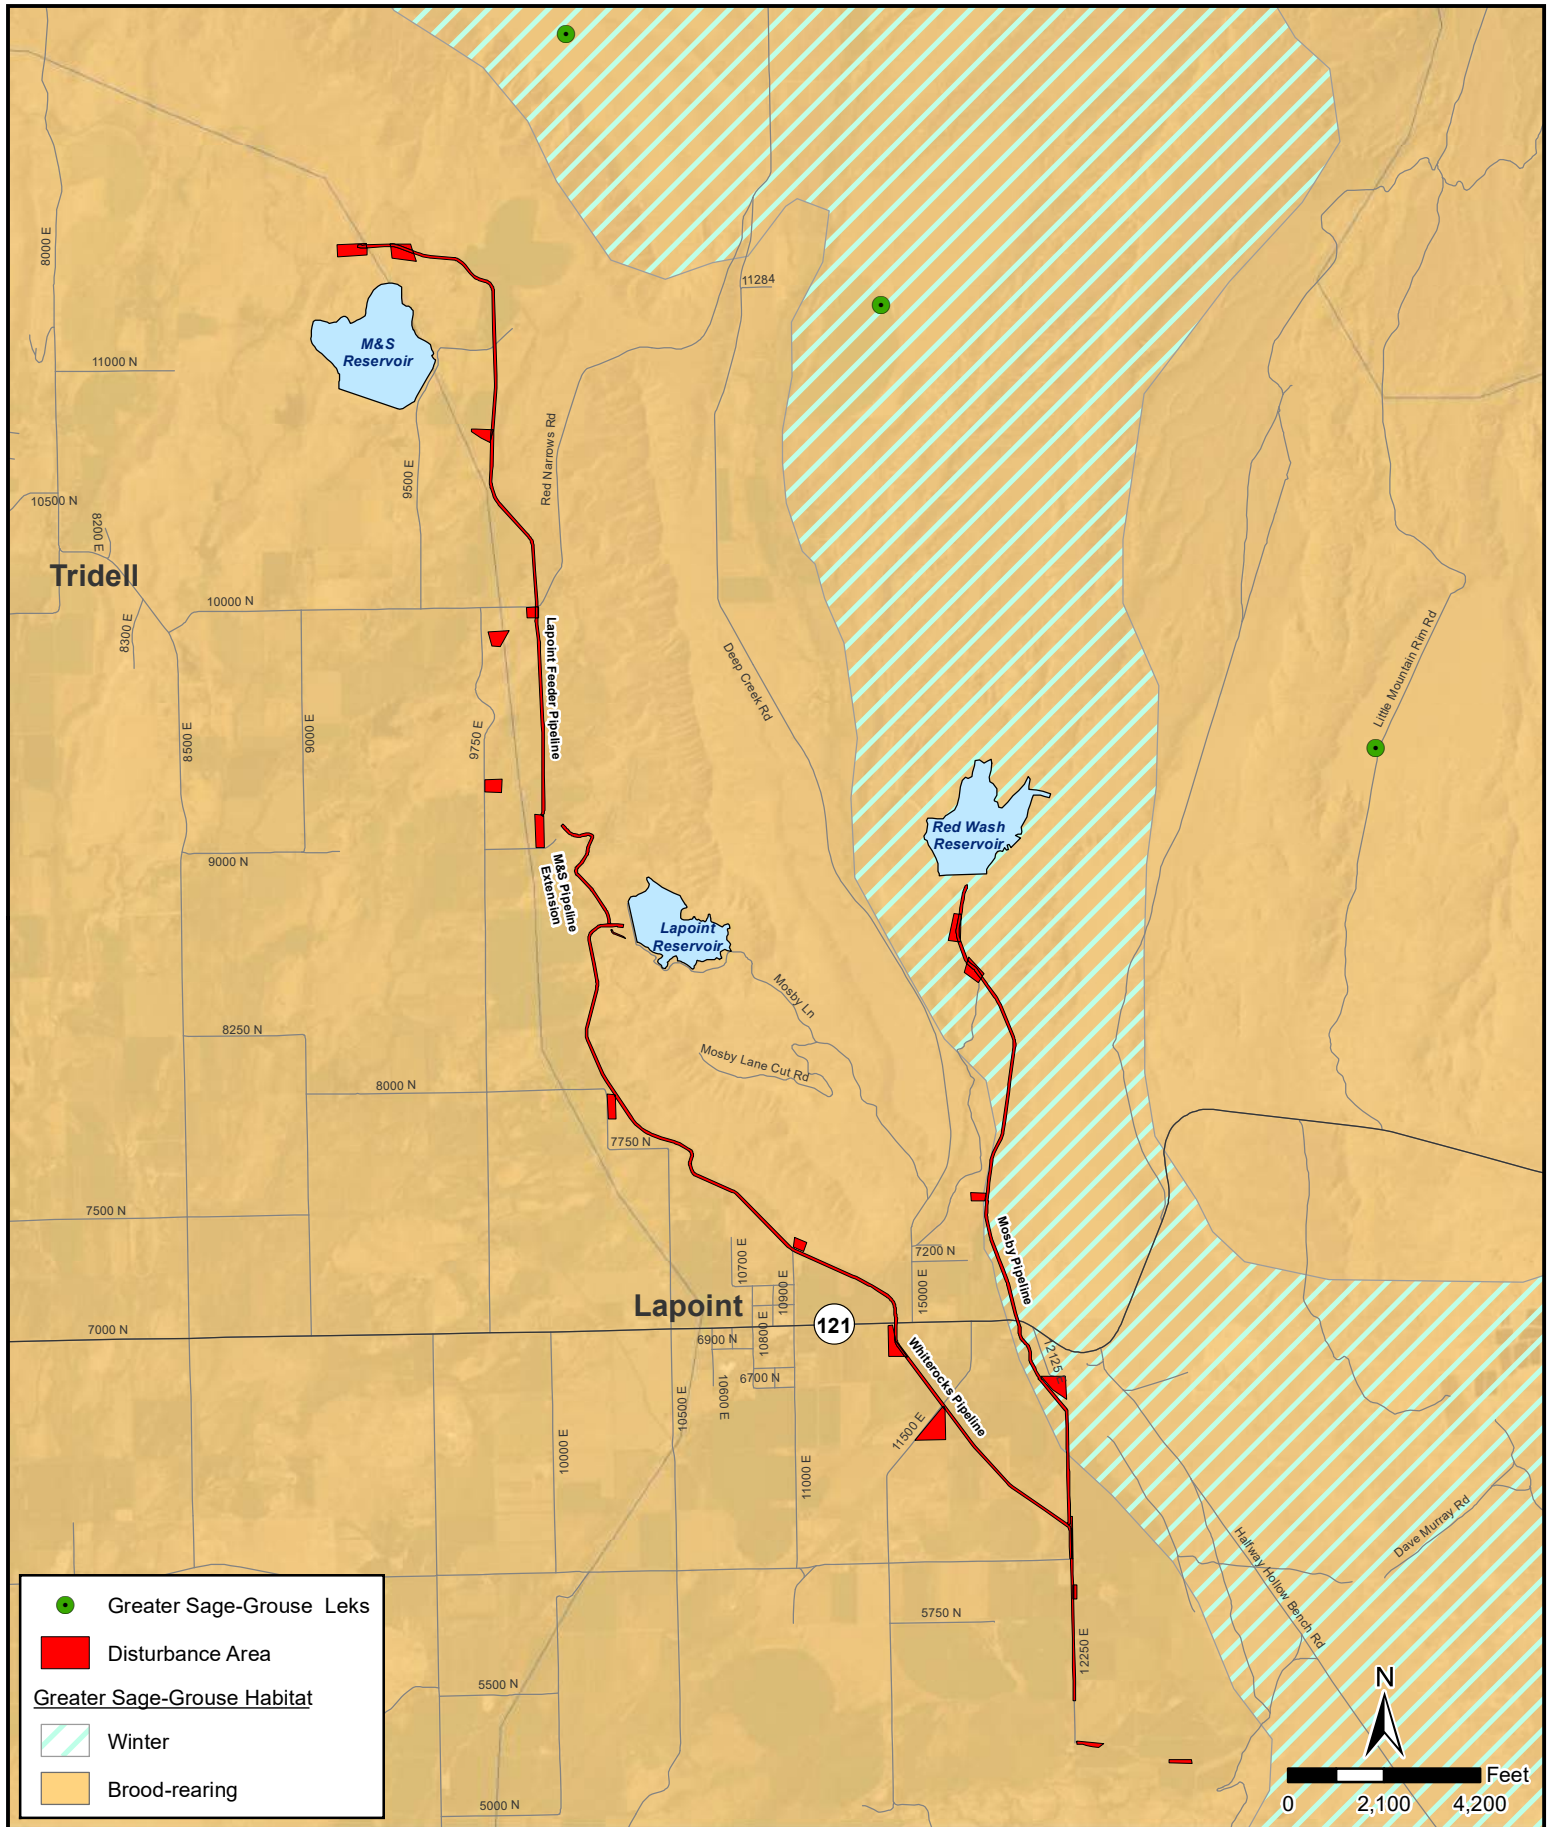 11284
8000 E
M&S
Reservoir
11000 N
Red Narrows Rd
9500 E
10500 N
8200 E
Tridell
10000 N
8300 E
Lapoint Feeder Pipeline
Deep Creek Rd
Little Mountain Rim Rd
8500 E
9000 E
9750 E
Red Wash
Reservoir
9000 N
M&S Pipeline
Extension
Lapoint
Reservoir
Mosby Ln
8250 N
Mosby Lane Cut Rd
8000 N
7750 N
7500 N
Mosby Pipeline
10700 E
7200 N
10900 E
15000 E
Lapoint
121
7000 N
6900 N
10800 E
Whiterocks Pipeline
12125
6700 N
10600 E
10500 E
11500 E
10000 E
11000 E
Dave Murray Rd
Halfway Hollow Bench Rd
5750 N
12250 E
5500 N
5000 N
Greater Sage-Grouse Leks
Disturbance Area
Greater Sage-Grouse Habitat
Winter
Brood-rearing
N
Feet
0 2,100 4,200